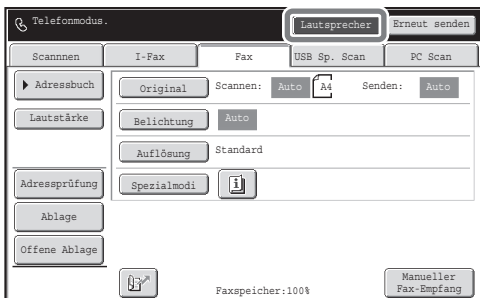 Telefonmodus.
Lautsprecher
Erneut senden
Scannnen
I-Fax
Fax
USB Sp. Scan
PC Scan
Adressbuch
Original
Scannen:
Auto
A4
Senden:
Auto
Lautstärke
Belichtung
Auto
Auflösung
Standard
Adressprüfung
Spezialmodi
Ablage
Offene Ablage
Faxspeicher:100%
Manueller
Fax-Empfang